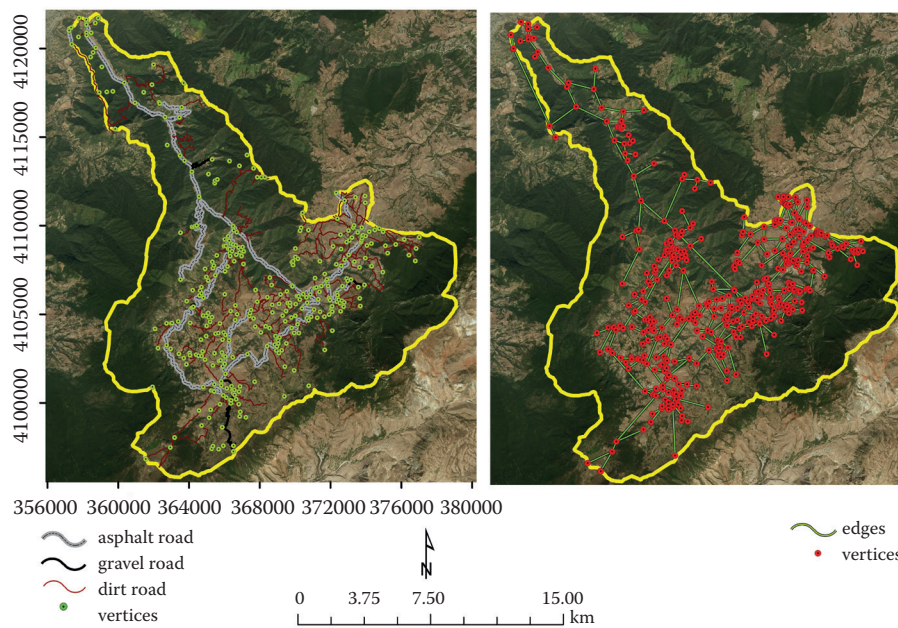 4120000
4115000
4110000
4105000
4100000
356000 360000 364000 368000 372000 376000 380000
asphalt road
gravel road
dirt road
vertices
N
0 3.75 7.50 15.00
km
edges
vertices